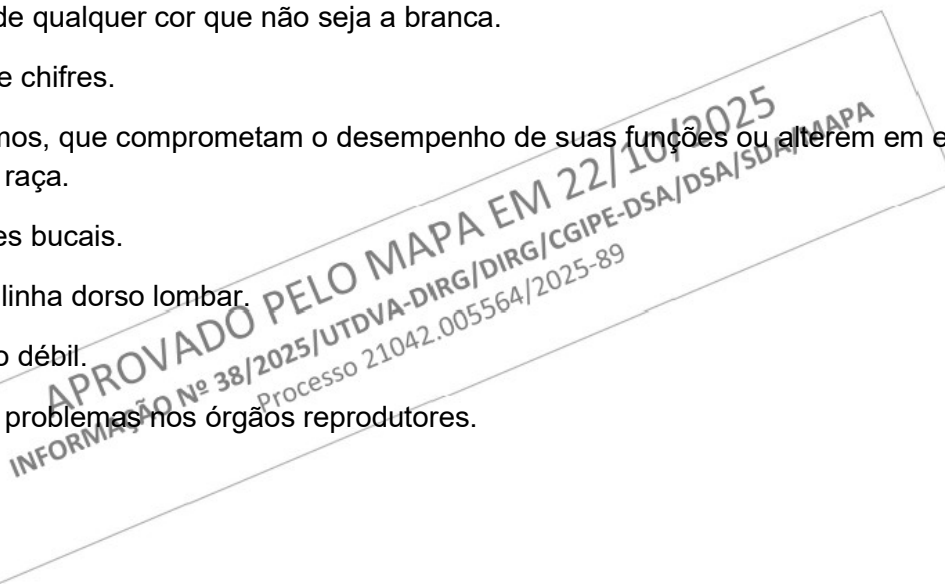 de qualquer cor que não seja a branca.
e chifres.
mos, que comprometam o desempenho de suas funções ou alterem em e
raça.
es bucais.
linha dorso lombar.
o débil.
problemas nos órgãos reprodutores.
APROVADO PELO MAPA EM 22/10/2025
INFORMAÇÃO Nº 38/2025/UTDVA-DIRG/DIRG/CGIPE-DSA/DSA/SDA/MAPA
Processo 21042.005564/2025-89